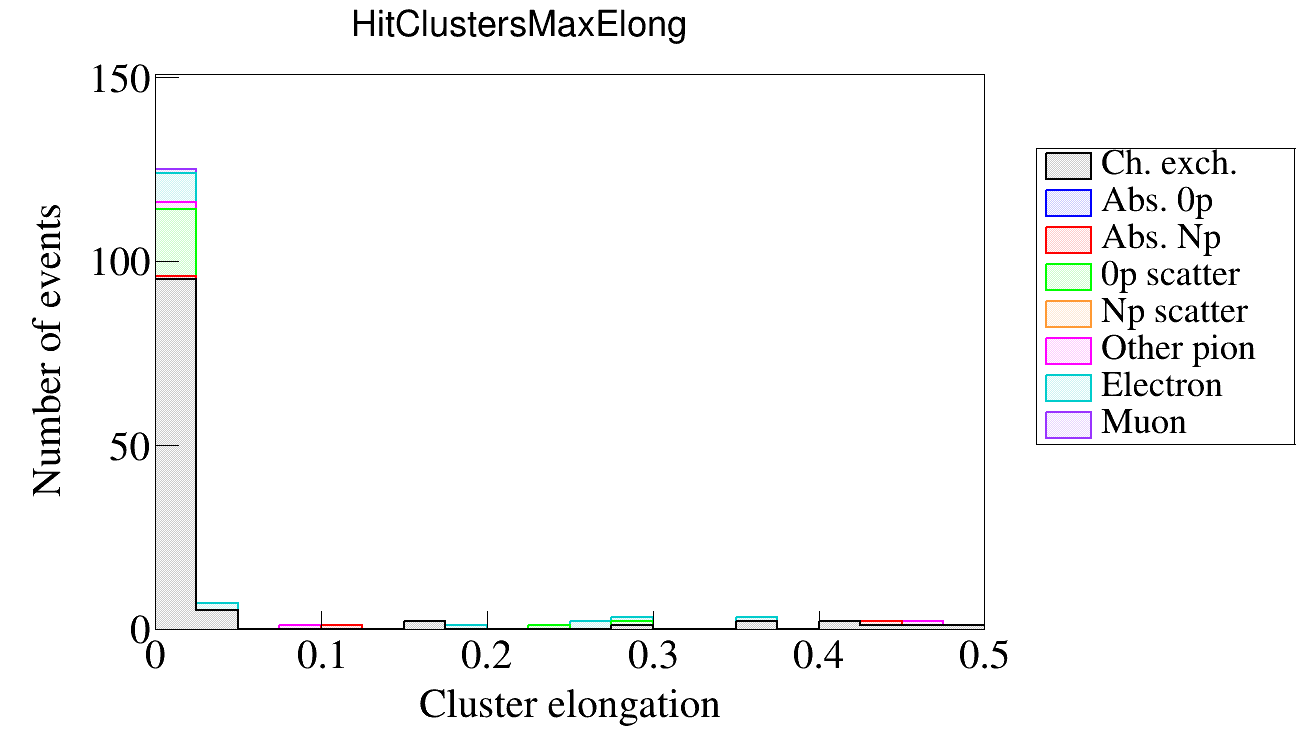 HitClustersMaxElong
150
100
50
0
Number of events
0 0.1 0.2 0.3 0.4 0.5
Cluster elongation
Ch. exch.
Abs. 0p
Abs. Np
0p scatter
Np scatter
Other pion
Electron
Muon